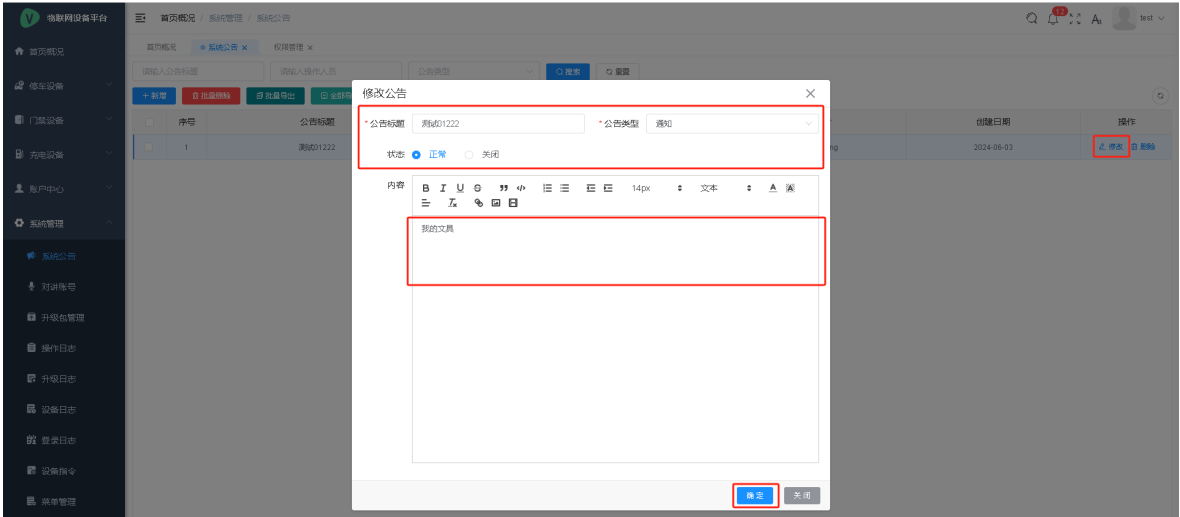 物联网设备平台
首页概况 / 系统管理 / 系统公告
12
test
首页概况
系统公告 ×
权限管理 ×
首页概况
停车设备
门禁设备
充电设备
账户中心
系统管理
系统公告
对讲账号
升级包管理
操作日志
升级日志
设备日志
登录日志
设备指令
菜单管理
请输入公告标题
请输入操作人员
公告类型
搜索
重置
+ 新增
批量删除
批量导出
序号
公告标题
创建日期
操作
1
测试01222
2024-06-03
修改
删除
修改公告
* 公告标题
测试01222
* 公告类型
通知
状态
正常
关闭
内容
14px
文本
我的文具
确 定
关 闭